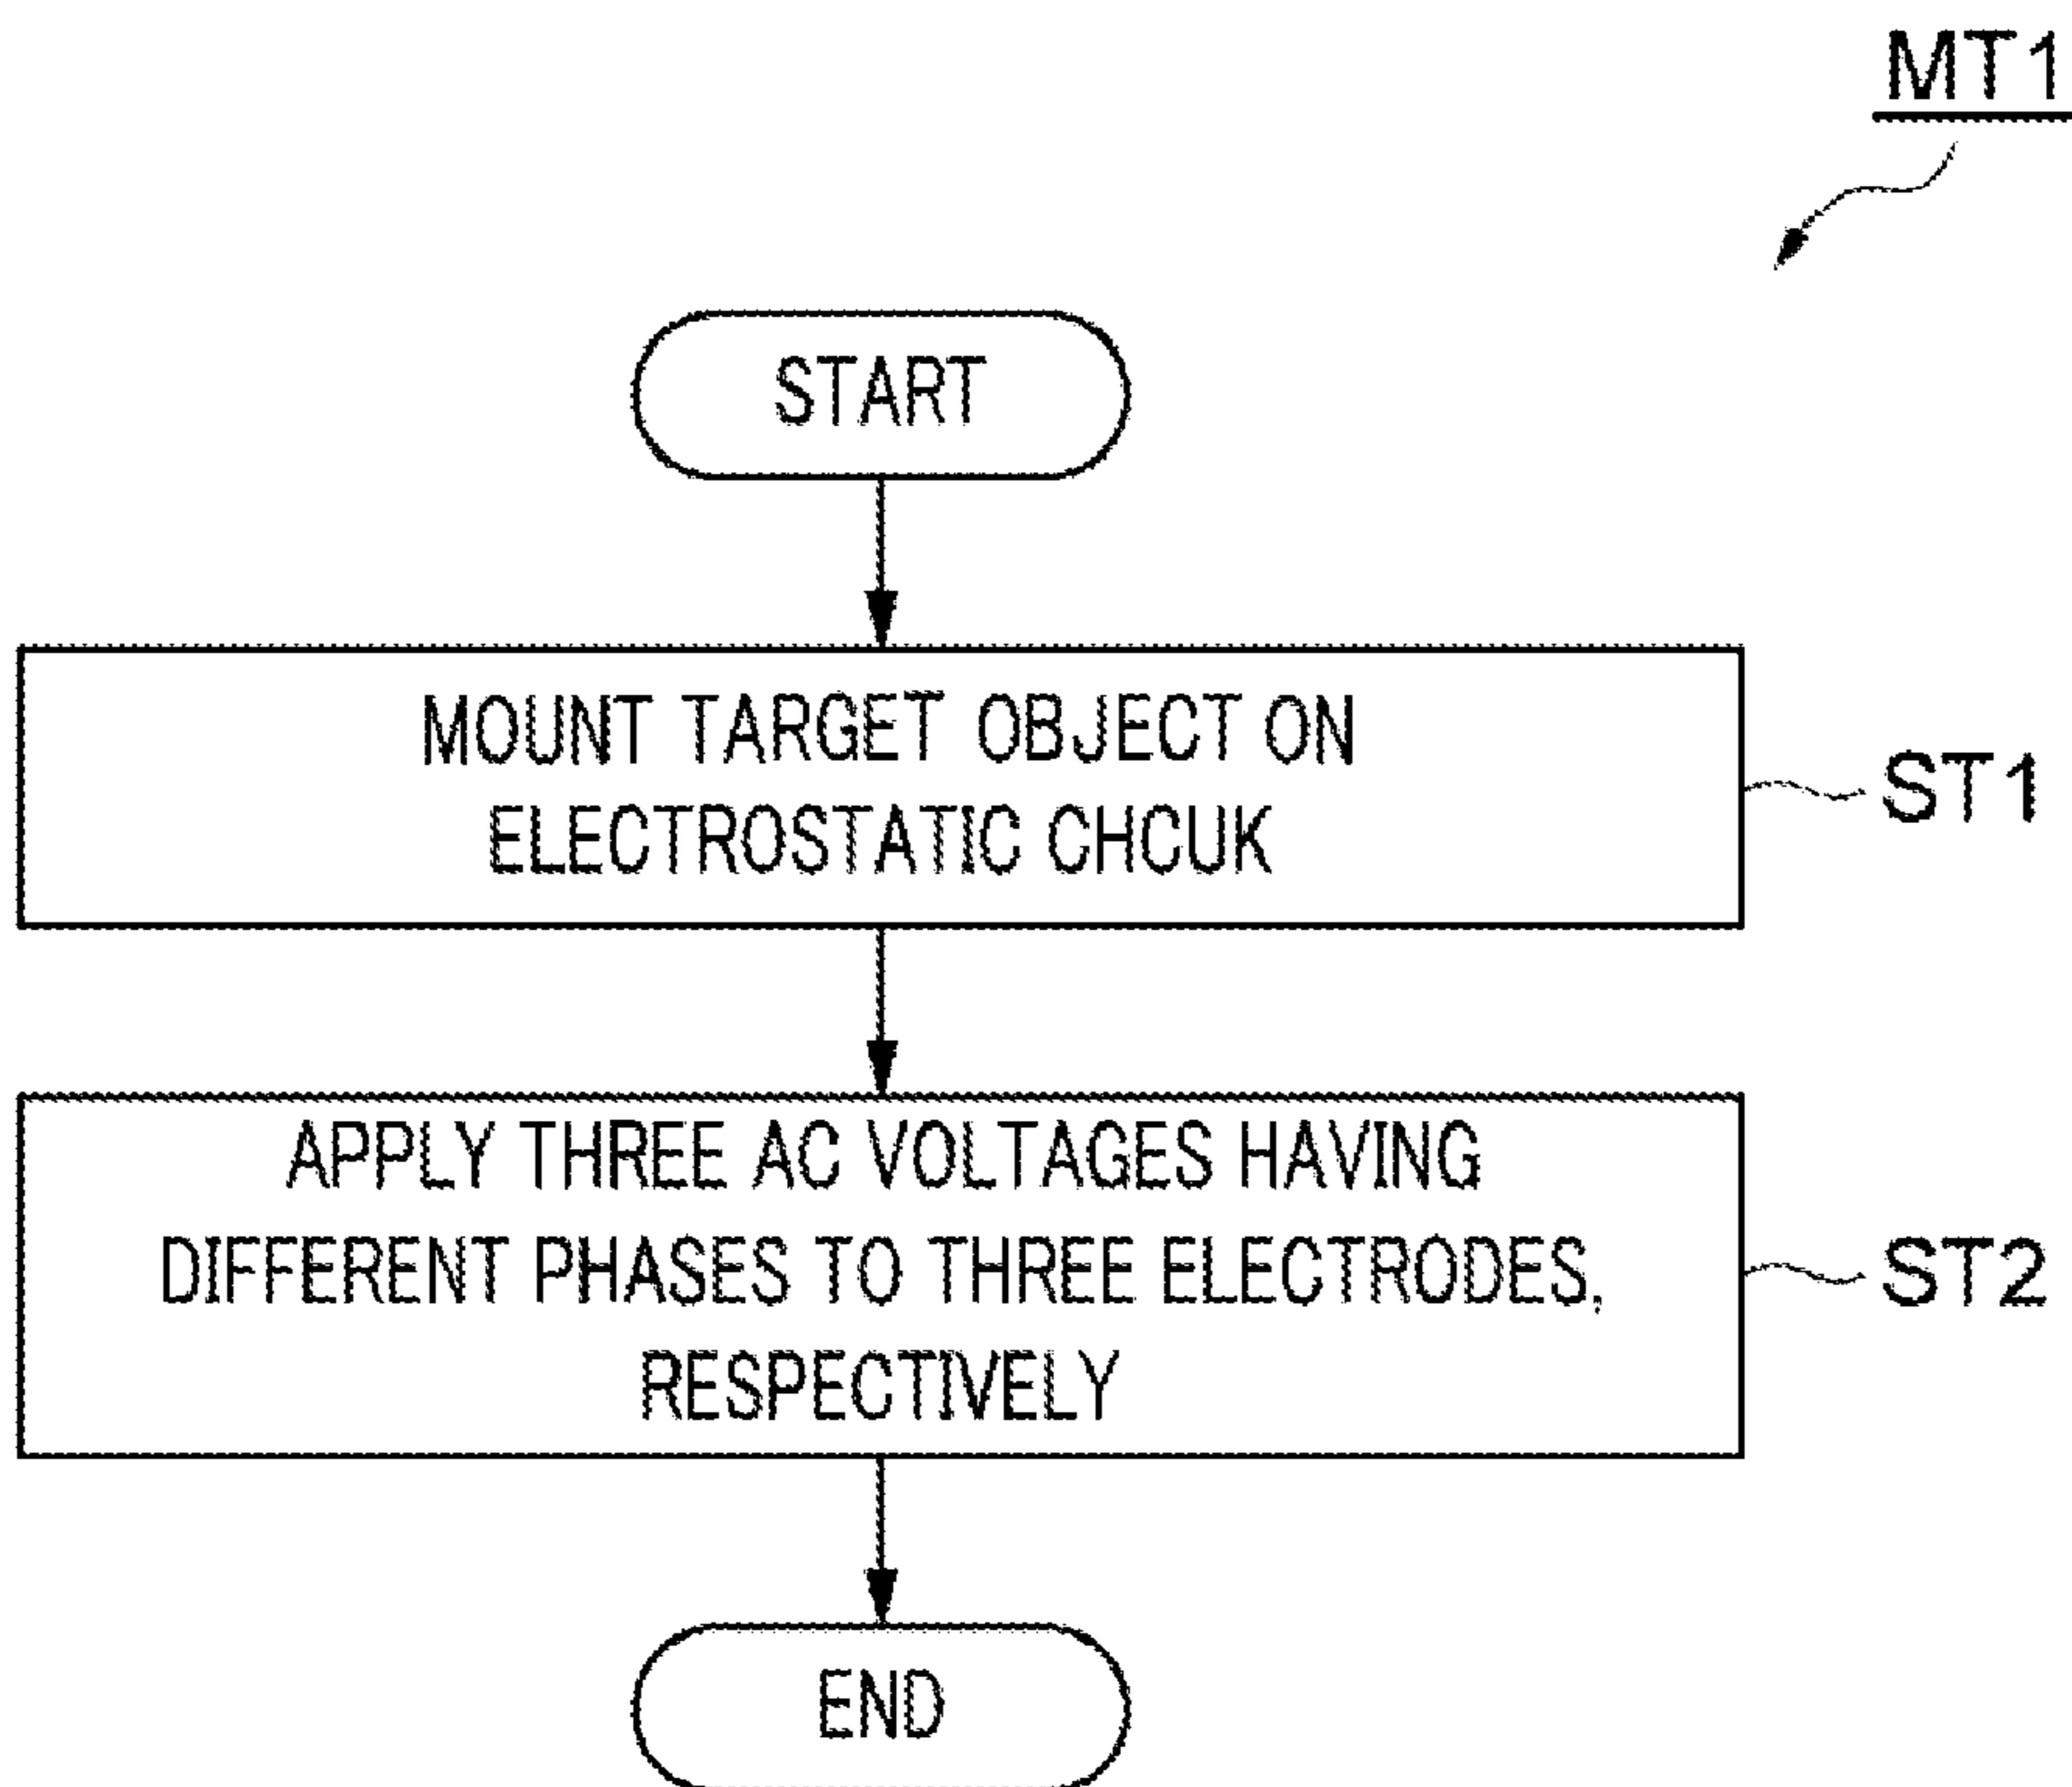 MT1
START
MOUNT TARGET OBJECT ON
ELECTROSTATIC CHCUK
ST1
APPLY THREE AC VOLTAGES HAVING
DIFFERENT PHASES TO THREE ELECTRODES,
RESPECTIVELY
ST2
END